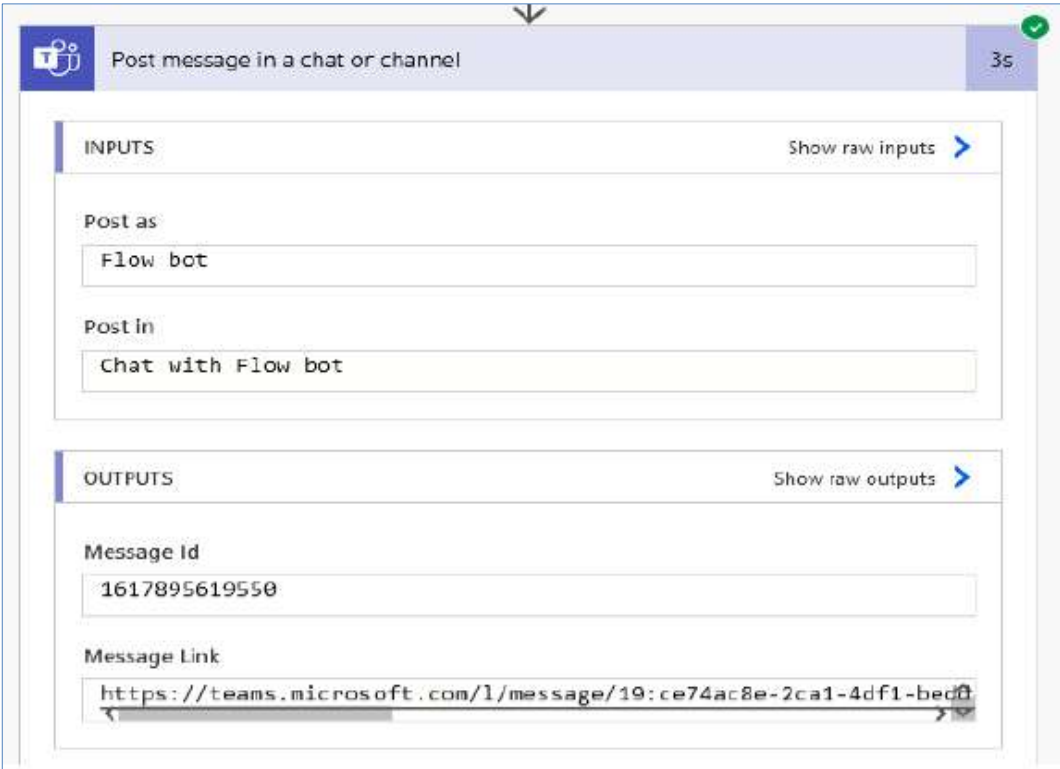 Post message in a chat or channel 3s
INPUTS Show raw inputs
Post as
Flow bot
Post in
Chat with Flow bot
OUTPUTS Show raw outputs
Message Id
1617895619550
Message Link
https://teams.microsoft.com/l/message/19:ce74ac8e-2ca1-4df1-bed